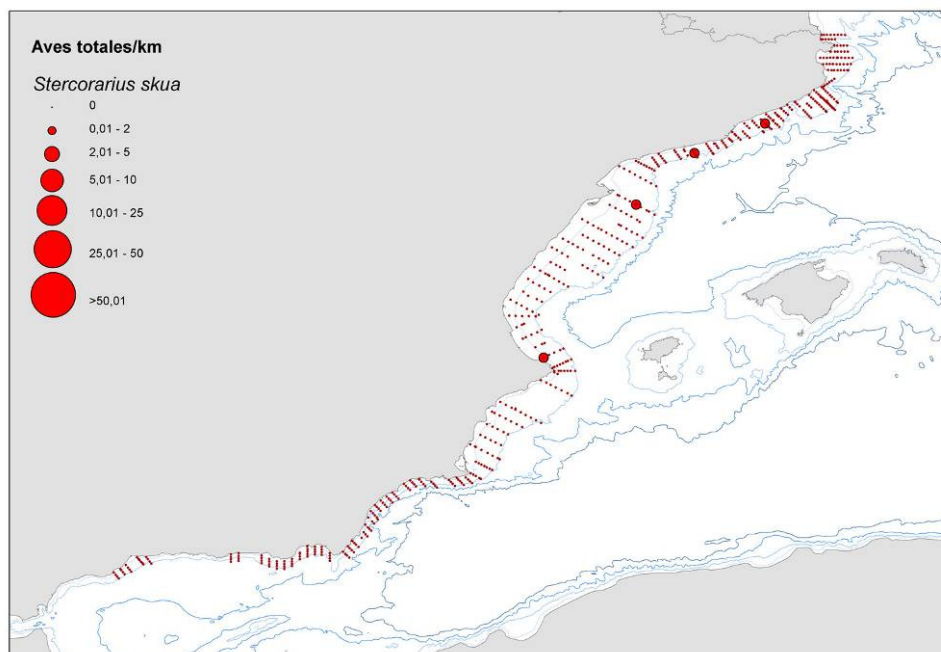 Aves totales/km
Stercorarius skua
0
0,01 - 2
2,01 - 5
5,01 - 10
10,01 - 25
25,01 - 50
>50,01